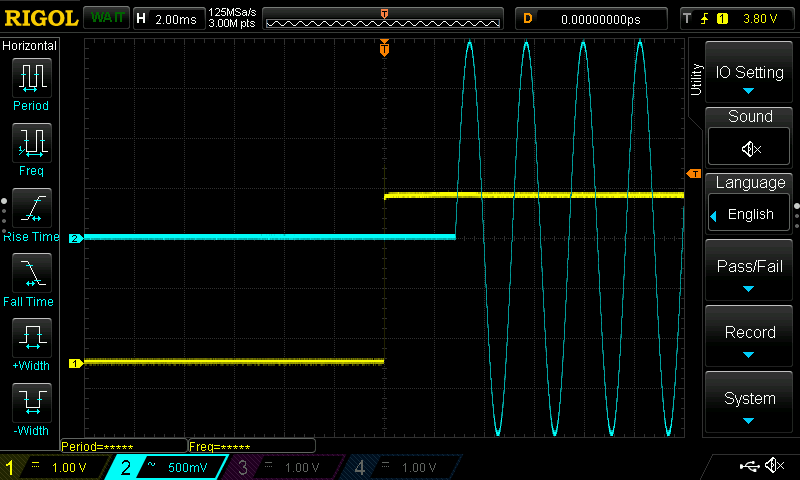 RIGOL WAIT H 2.00ms 125MSa/s 3.00M pts D 0.00000000ps T 1 3.80 V
Horizontal
Period
Freq
Rise Time
Fall Time
+Width
-Width
T
T
2
1
Utility
IO Setting
Sound
Language
English
Pass/Fail
Record
System
Period=***** Freq=*****
1 1.00 V 2 500mV 3 1.00 V 4 1.00 V